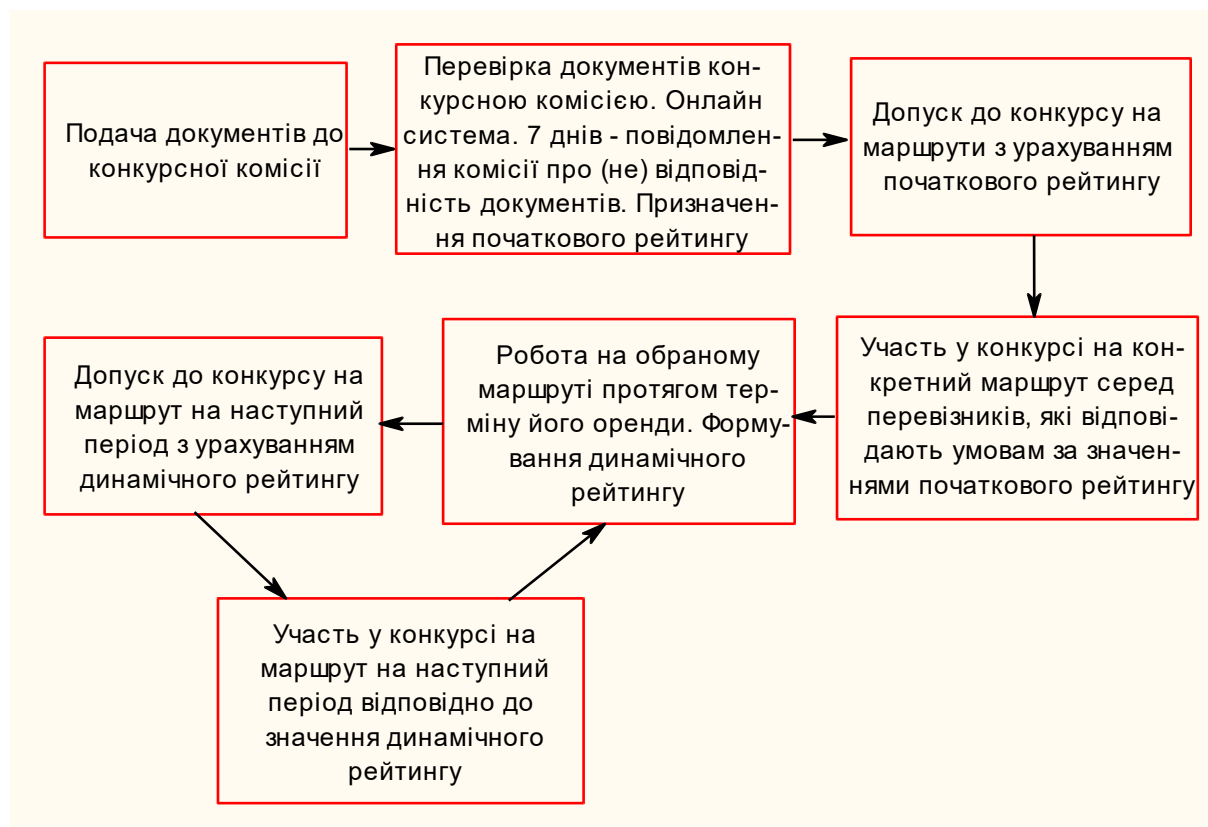 Подача документів до
конкурсної комісії
Перевірка документів кон-
курсною комісією. Онлайн
система. 7 днів - повідомлен-
ня комісії про (не) відповід-
ність документів. Призначен-
ня початкового рейтингу
Допуск до конкурсу на
маршрути з урахуванням
початкового рейтингу
Участь у конкурсі на кон-
кретний маршрут серед
перевізників, які відпові-
дають умовам за значен-
нями початкового рейтингу
Робота на обраному
маршруті протягом тер-
міну його оренди. Форму-
вання динамічного
рейтингу
Допуск до конкурсу на
маршрут на наступний
період з урахуванням
динамічного рейтингу
Участь у конкурсі на
маршрут на наступний
період відповідно до
значення динамічного
рейтингу